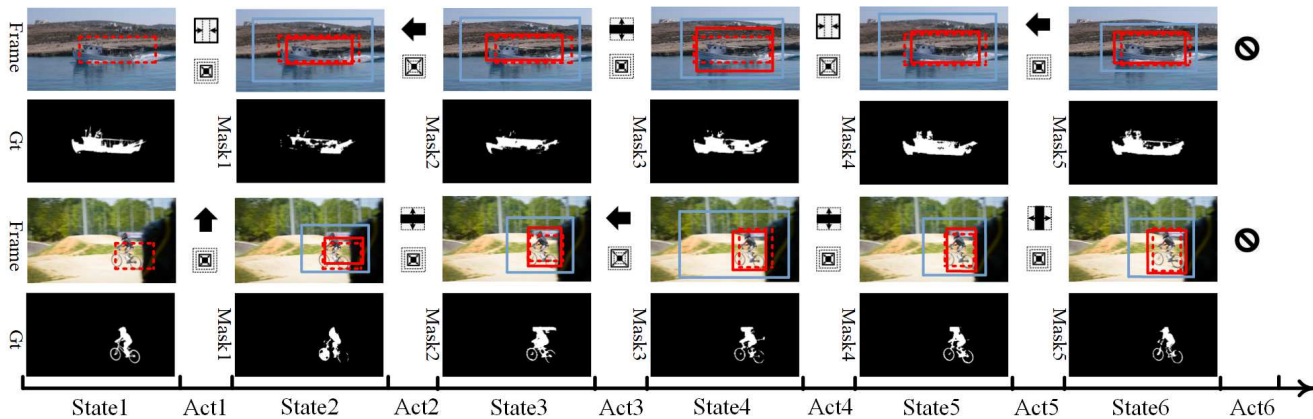 Frame
Gt Mask1 Mask2 Mask3 Mask4 Mask5
Frame
Gt Mask1 Mask2 Mask3 Mask4 Mask5
State1 Act1 State2 Act2 State3 Act3 State4 Act4 State5 Act5 State6 Act6